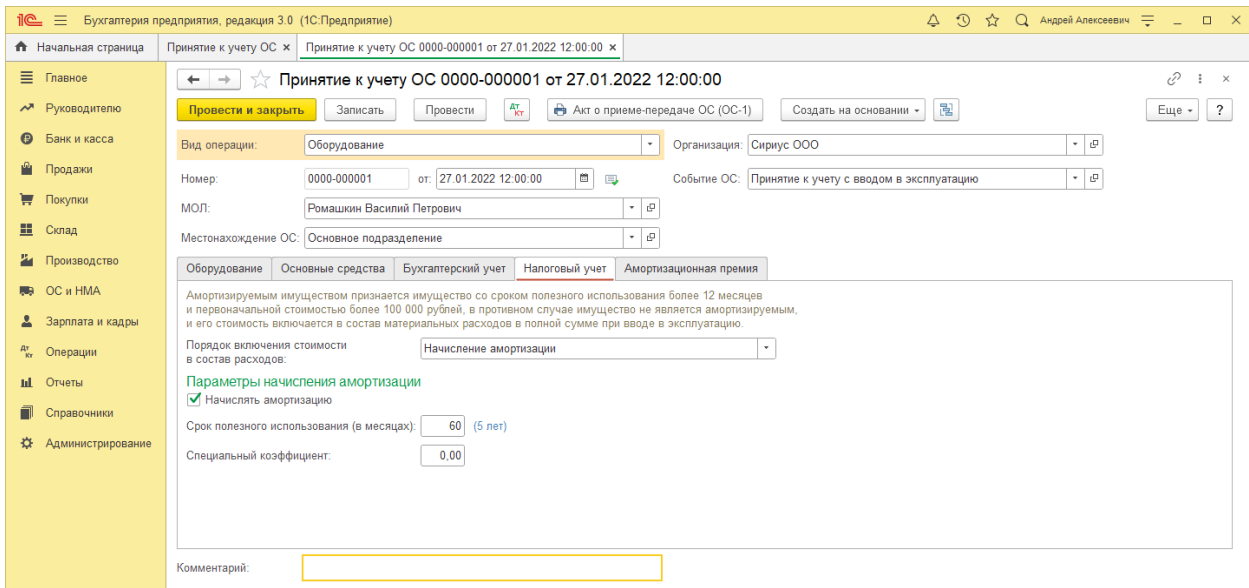 1С Бухгалтерия предприятия, редакция 3.0 (1С:Предприятие) Андрей Алексеевич
Начальная страница Принятие к учету ОС × Принятие к учету ОС 0000-000001 от 27.01.2022 12:00:00 ×
Главное
Руководителю
Банк и касса
Продажи
Покупки
Склад
Производство
ОС и НМА
Зарплата и кадры
Дт Кт Операции
Отчеты
Справочники
Администрирование
Принятие к учету ОС 0000-000001 от 27.01.2022 12:00:00
Провести и закрыть Записать Провести Дт Кт Акт о приеме-передаче ОС (ОС-1) Создать на основании Еще ?
Вид операции: Оборудование Организация: Сириус ООО
Номер: 0000-000001 от: 27.01.2022 12:00:00 Событие ОС: Принятие к учету с вводом в эксплуатацию
МОЛ: Ромашкин Василий Петрович
Местонахождение ОС: Основное подразделение
Оборудование Основные средства Бухгалтерский учет Налоговый учет Амортизационная премия
Амортизируемым имуществом признается имущество со сроком полезного использования более 12 месяцев
и первоначальной стоимостью более 100 000 рублей, в противном случае имущество не является амортизируемым,
и его стоимость включается в состав материальных расходов в полной сумме при вводе в эксплуатацию.
Порядок включения стоимости
в состав расходов: Начисление амортизации
Параметры начисления амортизации
Начислять амортизацию
Срок полезного использования (в месяцах): 60 (5 лет)
Специальный коэффициент: 0,00
Комментарий: